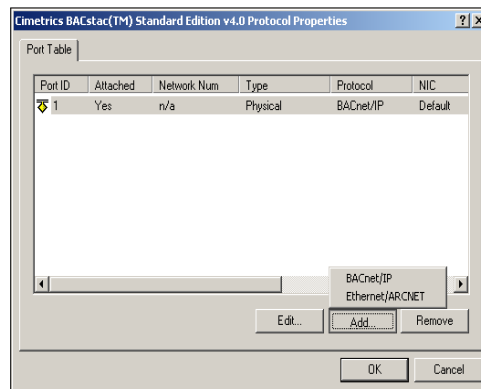 Cimetrics BACstac(TM) Standard Edition v4.0 Protocol Properties
Port Table
Port ID Attached Network Num Type Protocol NIC
1 Yes n/a Physical BACnet/IP Default
BACnet/IP
Ethernet/ARCNET
Edit... Add... Remove
OK Cancel